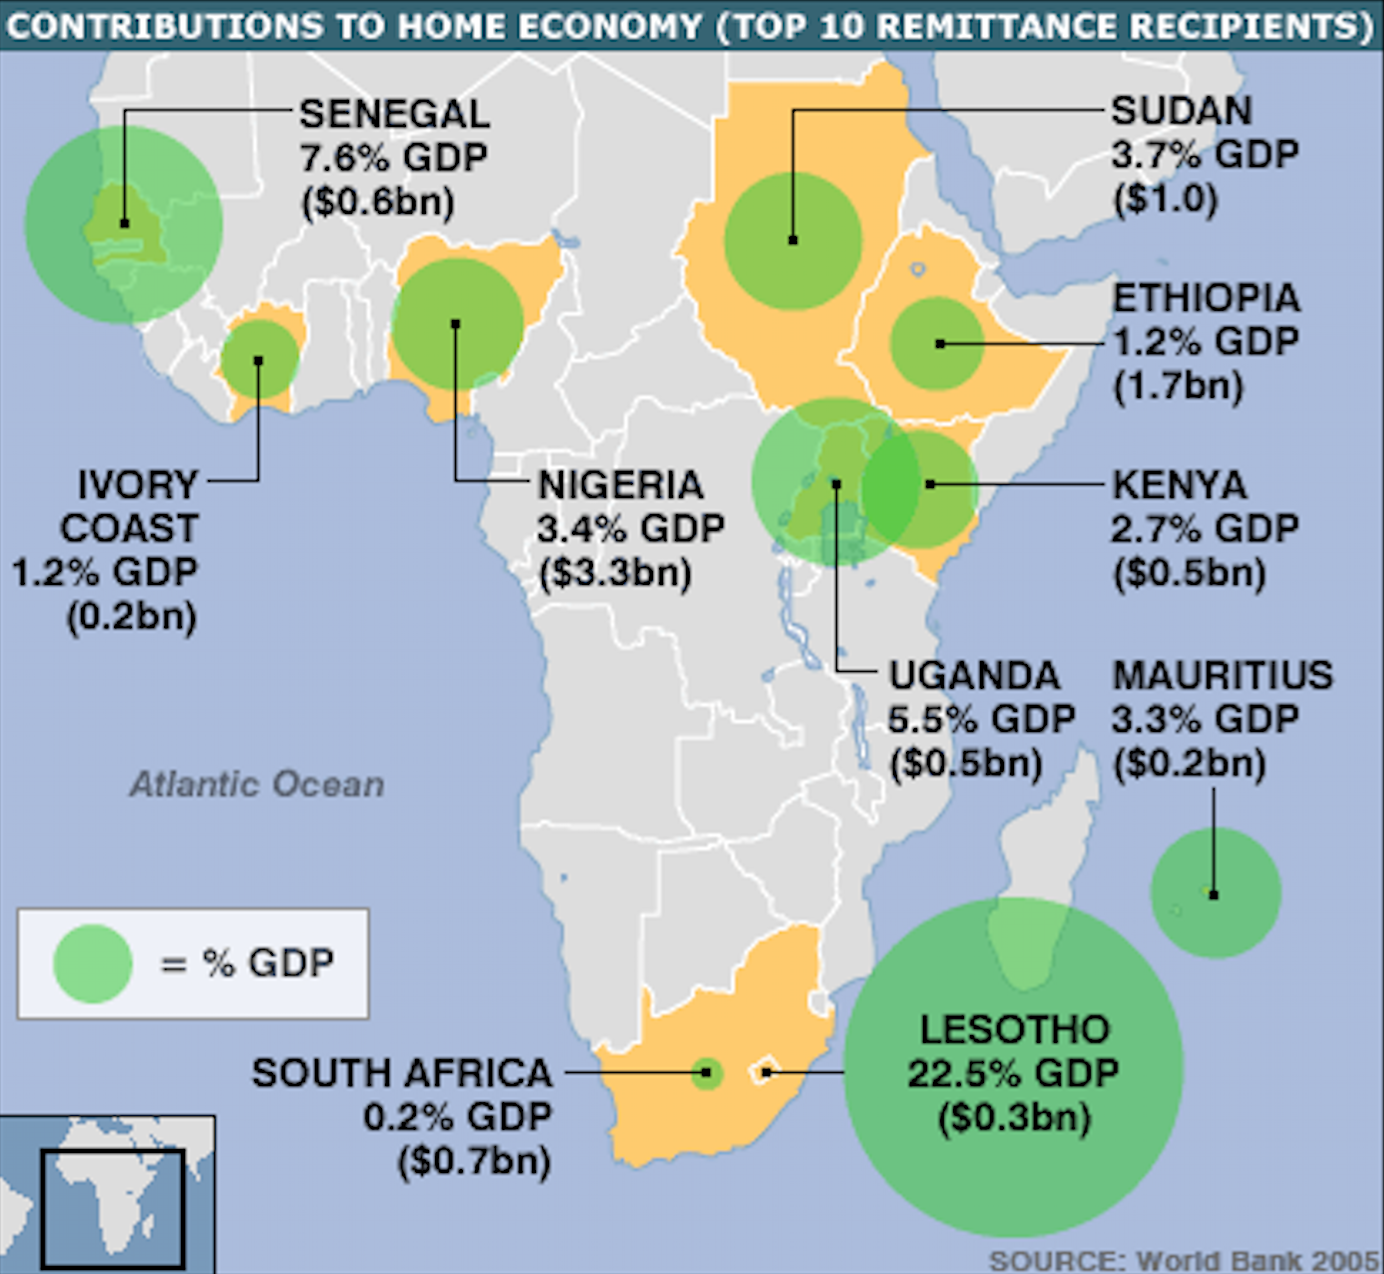 CONTRIBUTIONS TO HOME ECONOMY (TOP 10 REMITTANCE RECIPIENTS)
SENEGAL
7.6% GDP
($0.6bn)
SUDAN
3.7% GDP
($1.0)
ETHIOPIA
1.2% GDP
(1.7bn)
IVORY
COAST
1.2% GDP
(0.2bn)
NIGERIA
3.4% GDP
($3.3bn)
KENYA
2.7% GDP
($0.5bn)
UGANDA
5.5% GDP
($0.5bn)
MAURITIUS
3.3% GDP
($0.2bn)
Atlantic Ocean
= % GDP
SOUTH AFRICA
0.2% GDP
($0.7bn)
LESOTHO
22.5% GDP
($0.3bn)
SOURCE: World Bank 2005